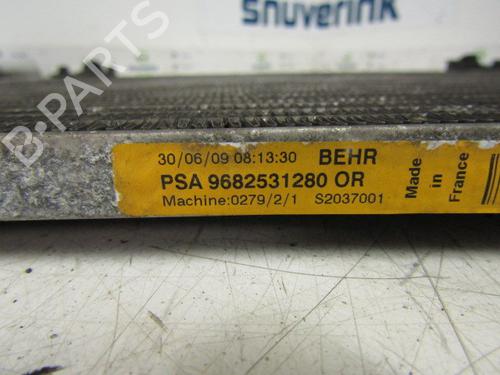 snuverink
B-PARTS
30/06/09 08:13:30 BEHR
PSA 9682531280 OR
Machine:0279/2/1 S2037001
Made
in
France